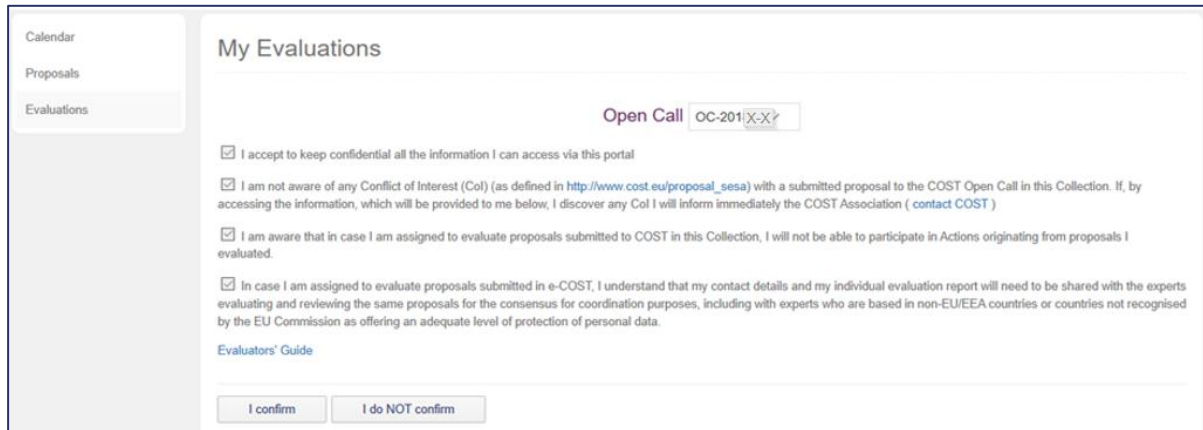 Calendar
Proposals
Evaluations
My Evaluations
Open Call OC-201X-X
I accept to keep confidential all the information I can access via this portal
I am not aware of any Conflict of Interest (CoI) (as defined in http://www.cost.eu/proposal_sesa) with a submitted proposal to the COST Open Call in this Collection. If, by
accessing the information, which will be provided to me below, I discover any CoI I will inform immediately the COST Association ( contact COST )
I am aware that in case I am assigned to evaluate proposals submitted to COST in this Collection, I will not be able to participate in Actions originating from proposals I
evaluated.
In case I am assigned to evaluate proposals submitted in e-COST, I understand that my contact details and my individual evaluation report will need to be shared with the experts
evaluating and reviewing the same proposals for the consensus for coordination purposes, including with experts who are based in non-EU/EEA countries or countries not recognised
by the EU Commission as offering an adequate level of protection of personal data.
Evaluators' Guide
I confirm I do NOT confirm